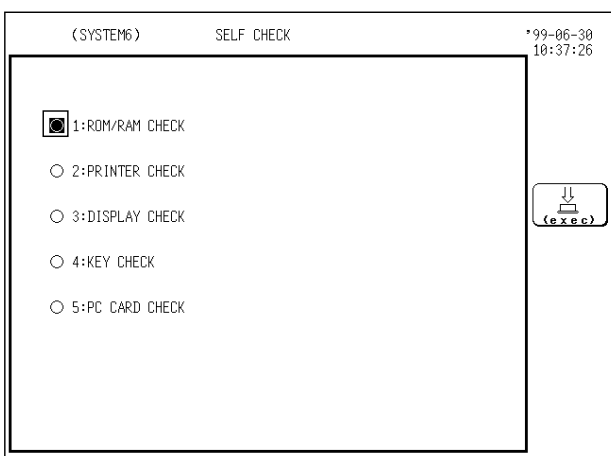 (SYSTEM6) SELF CHECK '99-06-30
10:37:26
1:ROM/RAM CHECK
2:PRINTER CHECK
3:DISPLAY CHECK
(exec)
4:KEY CHECK
5:PC CARD CHECK